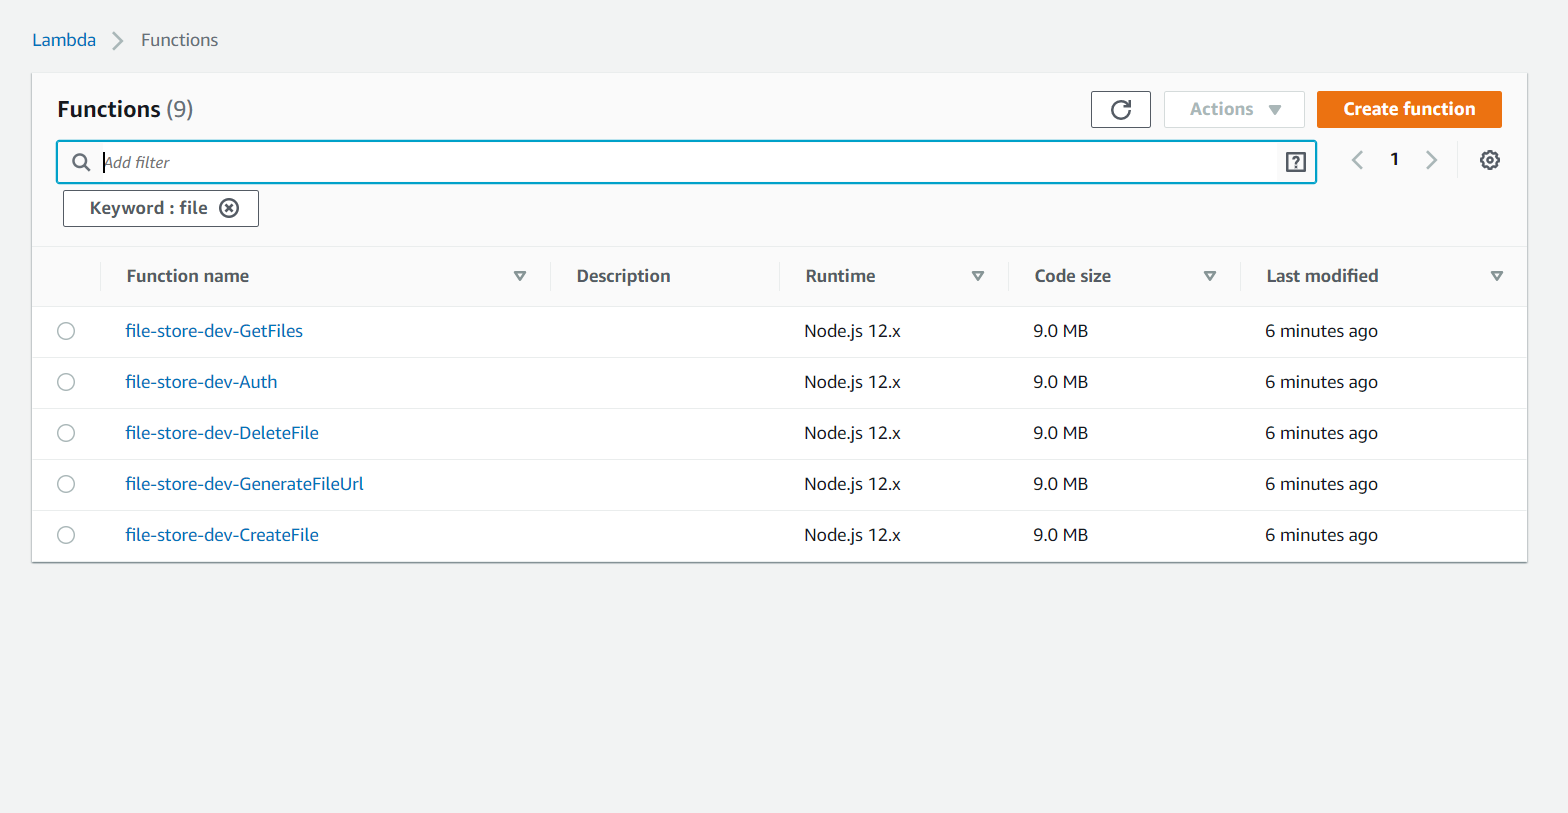 Lambda > Functions
Functions (9)
Actions
Create function
Add filter
1
Keyword : file
Function name Description Runtime Code size Last modified
file-store-dev-GetFiles Node.js 12.x 9.0 MB 6 minutes ago
file-store-dev-Auth Node.js 12.x 9.0 MB 6 minutes ago
file-store-dev-DeleteFile Node.js 12.x 9.0 MB 6 minutes ago
file-store-dev-GenerateFileUrl Node.js 12.x 9.0 MB 6 minutes ago
file-store-dev-CreateFile Node.js 12.x 9.0 MB 6 minutes ago